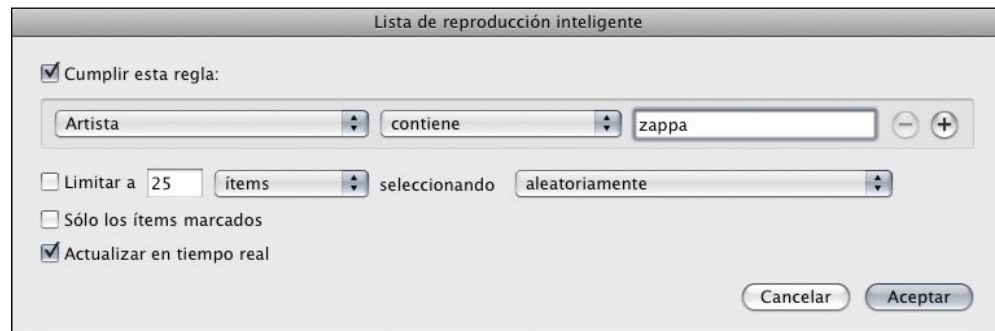 Lista de reproducción inteligente
Cumplir esta regla:
Artista contiene zappa
Limitar a 25 ítems seleccionando aleatoriamente
Sólo los ítems marcados
Actualizar en tiempo real
Cancelar Aceptar